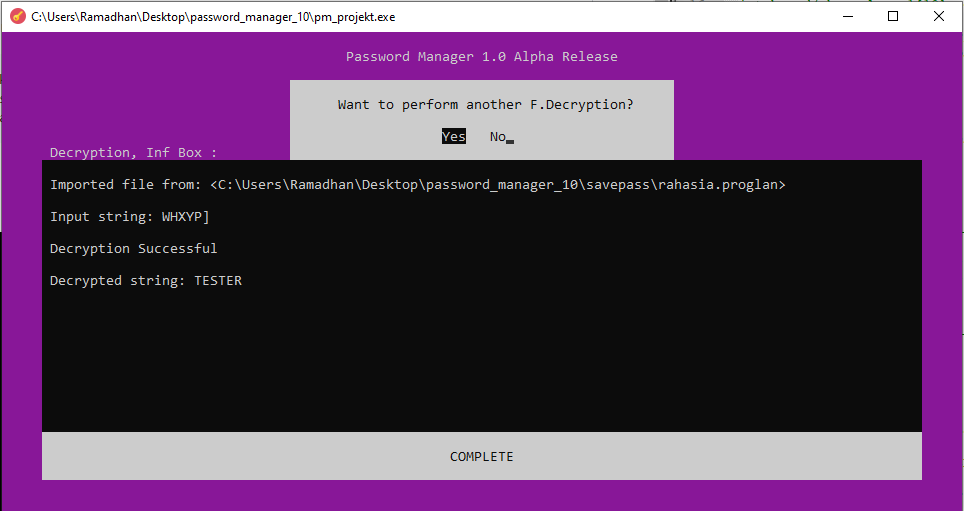 C:\Users\Ramadhan\Desktop\password_manager_10\pm_projekt.exe
Password Manager 1.0 Alpha Release
Want to perform another F.Decryption?
Yes No_
Decryption, Inf Box :
Imported file from: <C:\Users\Ramadhan\Desktop\password_manager_10\savepass\rahasia.proglan>
Input string: WHXYP]
Decryption Successful
Decrypted string: TESTER
COMPLETE